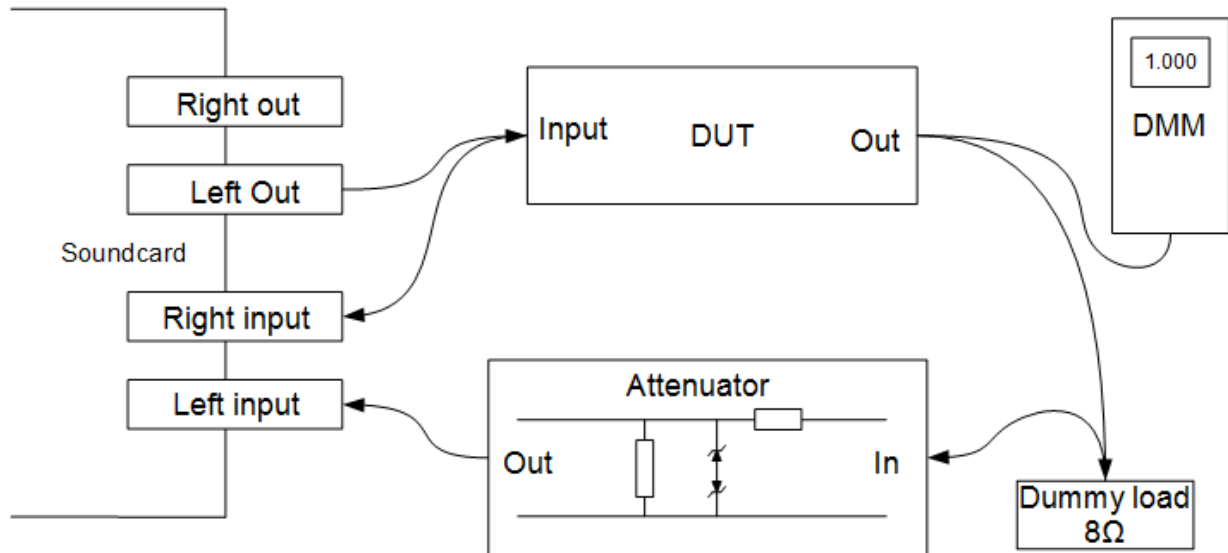 Right out
Left Out
Soundcard
Right input
Left input
Input
DUT
Out
1.000
DMM
Attenuator
Out
In
Dummy load
8Ω